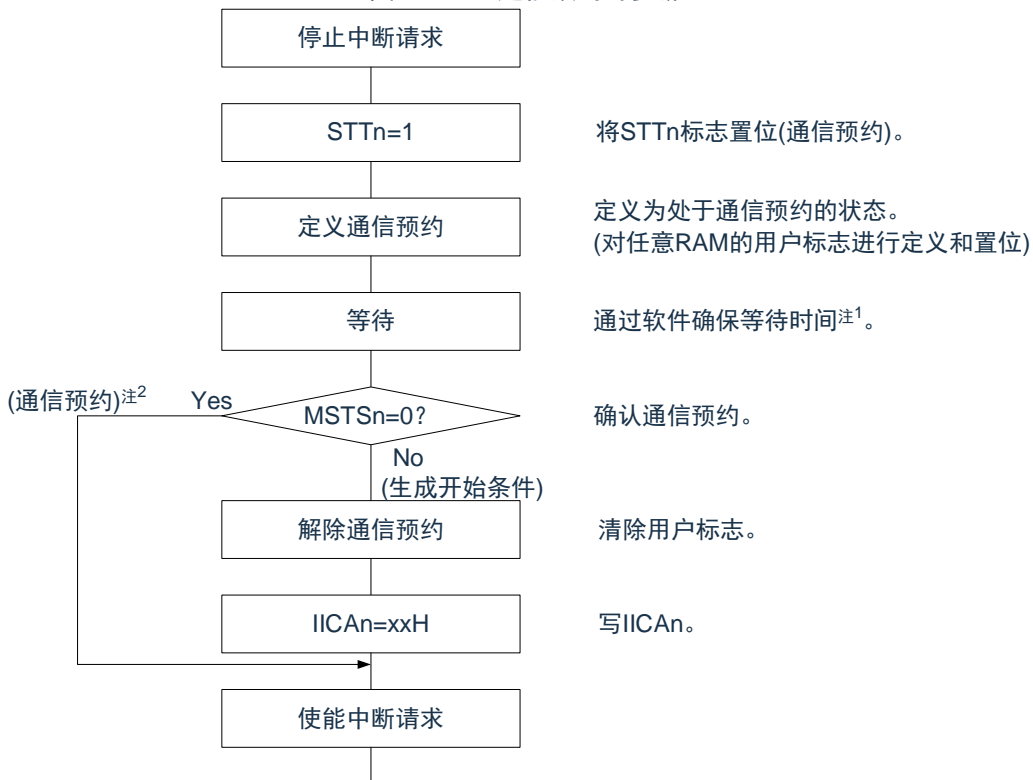 停止中断请求
STTn=1
将STTn标志置位(通信预约)。
定义通信预约
定义为处于通信预约的状态。
(对任意RAM的用户标志进行定义和置位)
等待
通过软件确保等待时间注1。
(通信预约)注2
Yes
MSTSn=0?
确认通信预约。
No
(生成开始条件)
解除通信预约
清除用户标志。
IICAn=xxH
写IICAn。
使能中断请求